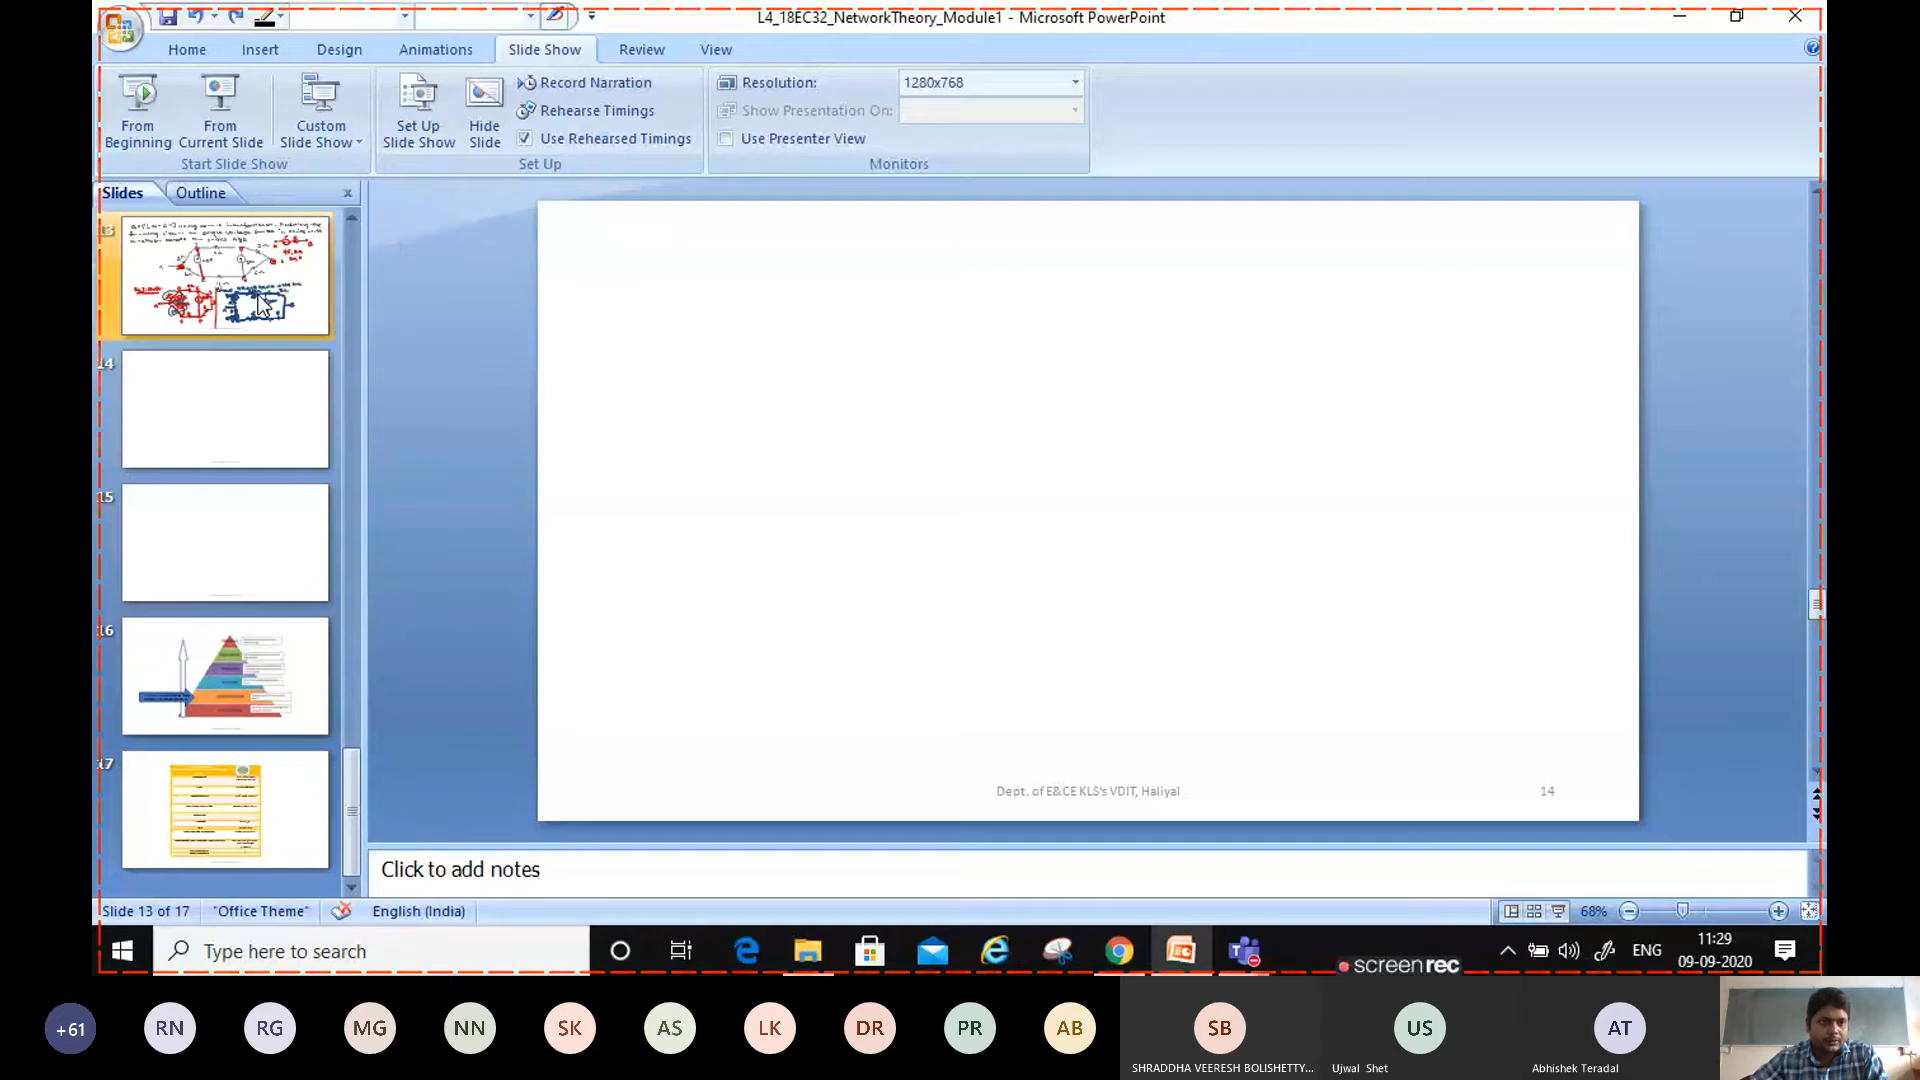 L4_18EC32_NetworkTheory_Module1 - Microsoft PowerPoint
Home Insert Design Animations Slide Show Review View
From Beginning
From Current Slide
Custom Slide Show
Start Slide Show
Set Up Slide Show
Hide Slide
Record Narration
Rehearse Timings
Use Rehearsed Timings
Set Up
Resolution: 1280x768
Show Presentation On:
Use Presenter View
Monitors
Slides Outline
13
14
15
16
17
Dept. of E&CE KLS's VDIT, Haliyal 14
Click to add notes
Slide 13 of 17 "Office Theme" English (India) 68%
Type here to search
ENG
11:29
09-09-2020
screenrec
+61 RN RG MG NN SK AS LK DR PR AB SB US AT
SHRADDHA VEERESH BOLISHETTY... Ujwal Shet Abhishek Teradal